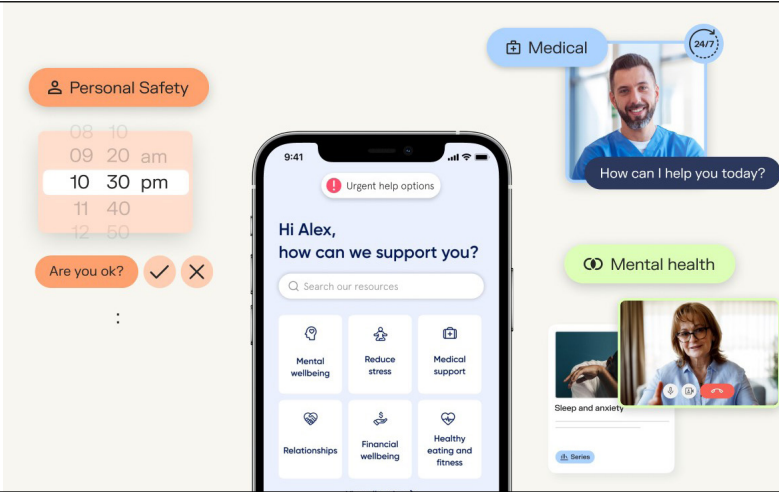 Personal Safety
08 10
09 20 am
10 30 pm
11 40
12 50
Are you ok?
:
9:41
Urgent help options
Hi Alex,
how can we support you?
Search our resources
Mental
wellbeing
Reduce
stress
Medical
support
Relationships
Financial
wellbeing
Healthy
eating and
fitness
Medical
24/7
How can I help you today?
Mental health
Sleep and anxiety
Series